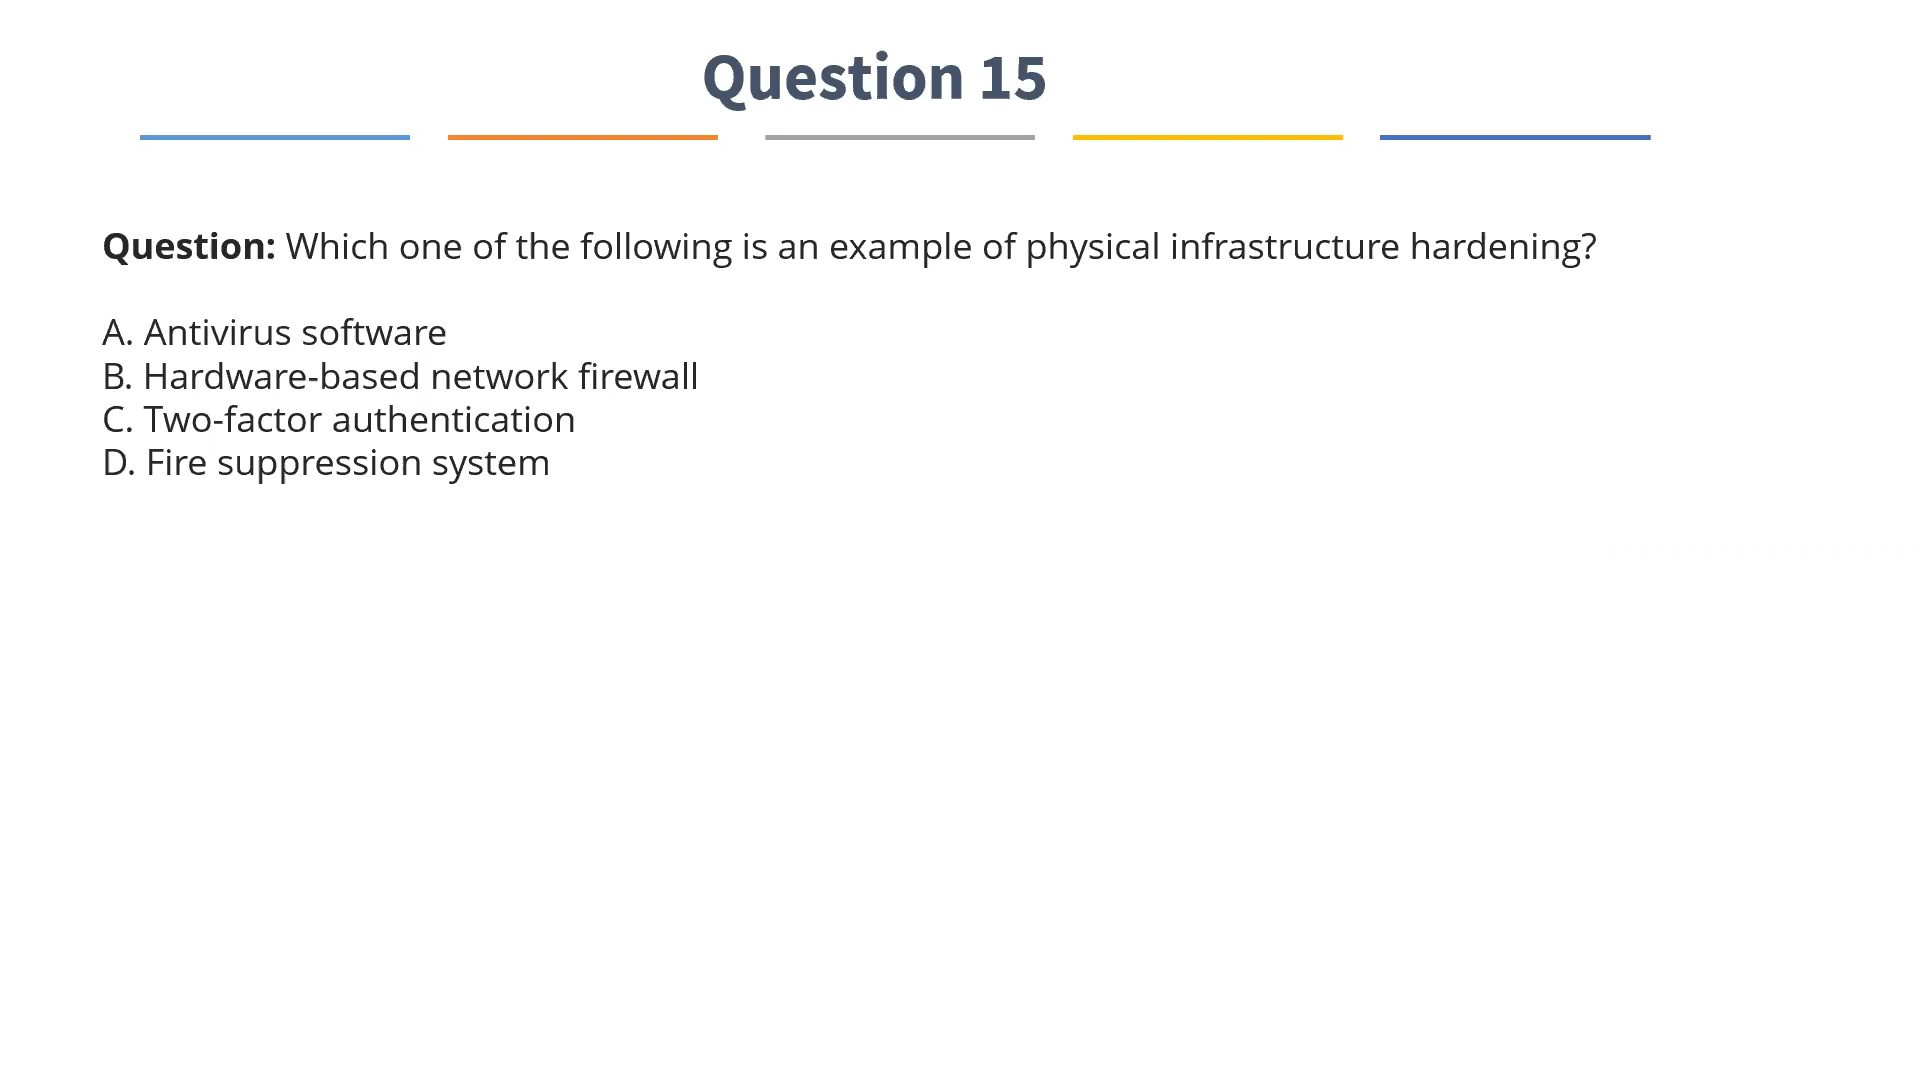 Question 15
Question: Which one of the following is an example of physical infrastructure hardening?
A. Antivirus software
B. Hardware-based network firewall
C. Two-factor authentication
D. Fire suppression system